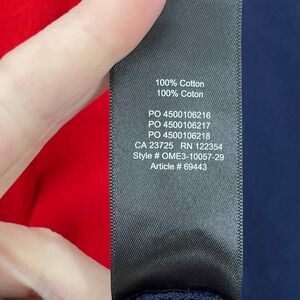 100% Cotton
100% Coton
PO 4500106216
PO 4500106217
PO 4500106218
CA 23725 RN 122354
Style # OME3-10057-29
Article # 69443